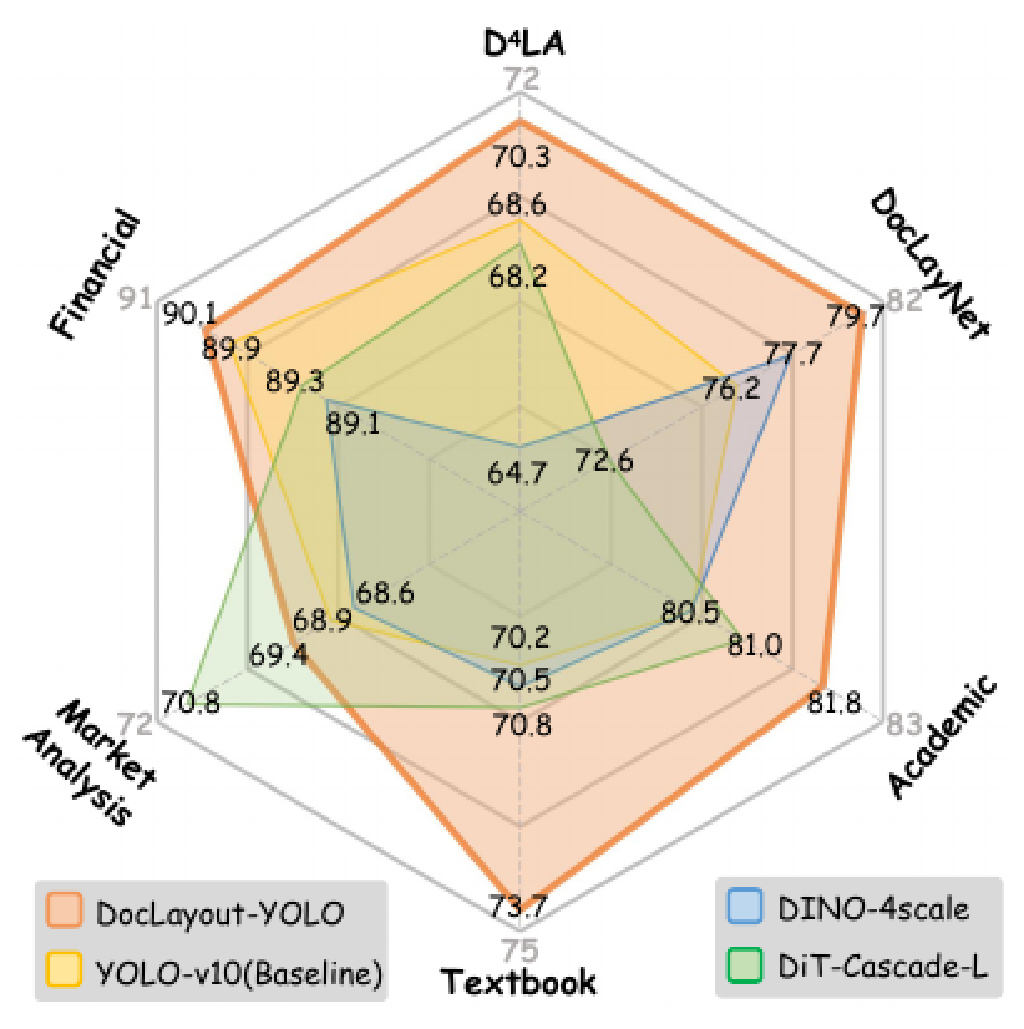 D⁴LA
72
70.3
68.6
68.2
64.7
DocLayNet
82
79.7
77.7
76.2
72.6
Financial
91
90.1
89.9
89.3
89.1
68.6
68.9
69.4
70.8
72
Market
Analysis
70.2
70.5
70.8
73.7
75
Textbook
80.5
81.0
81.8
83
Academic
DocLayout-YOLO
YOLO-v10(Baseline)
DINO-4scale
DiT-Cascade-L